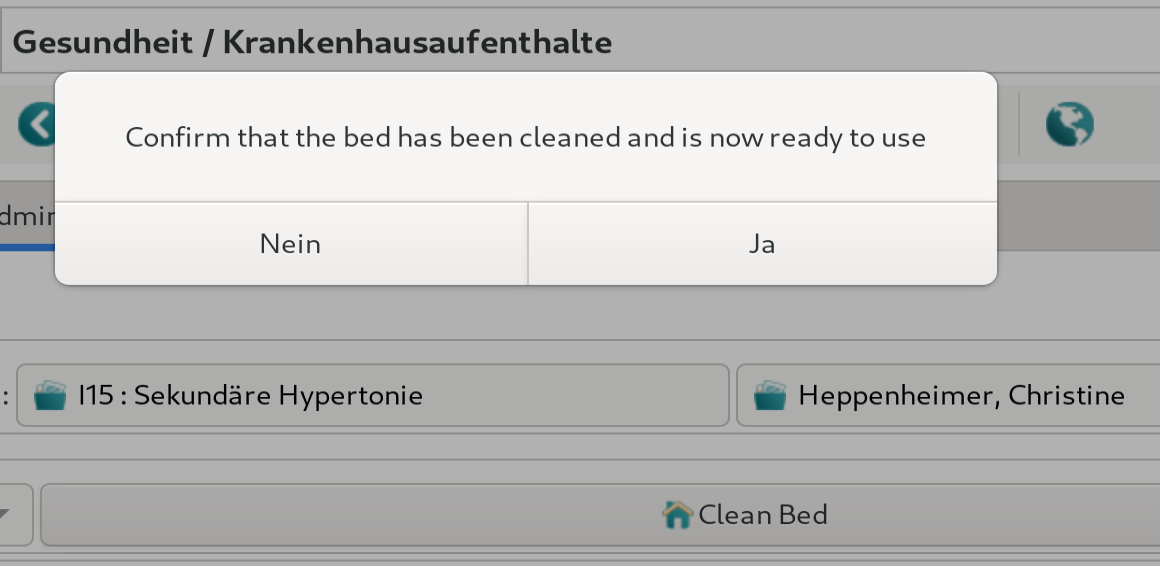 Gesundheit / Krankenhausaufenthalte
Confirm that the bed has been cleaned and is now ready to use
Nein
Ja
: I15 : Sekundäre Hypertonie
Heppenheimer, Christine
Clean Bed